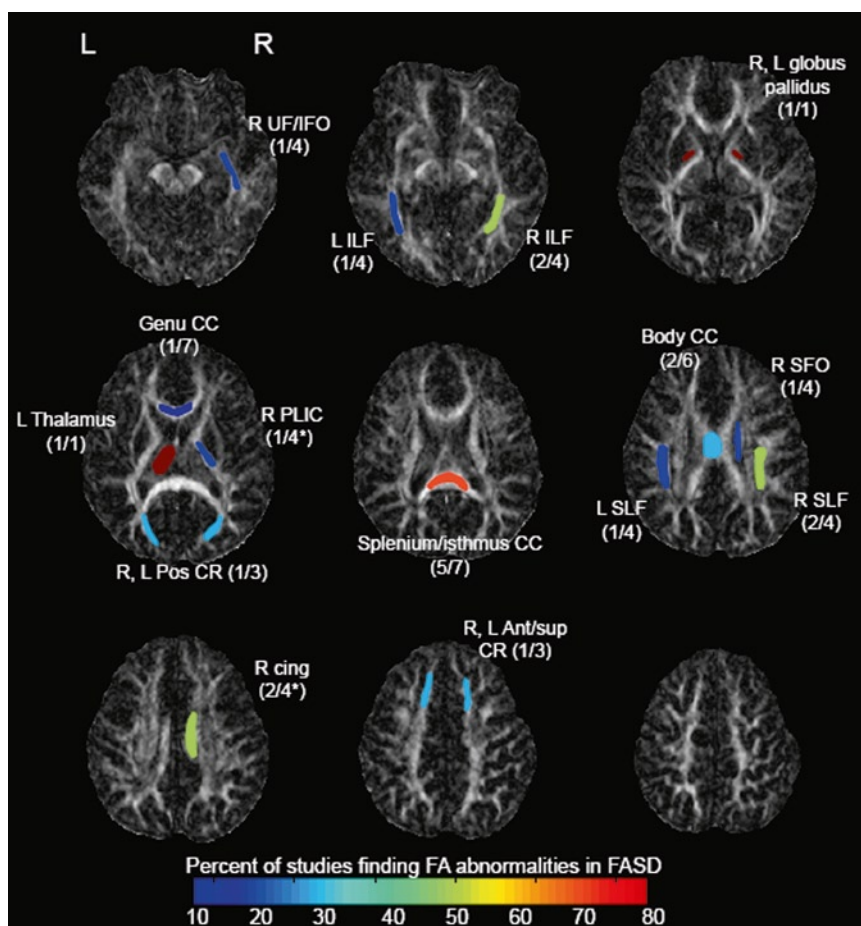 L
R
R UF/IFO
(1/4)
L ILF
(1/4)
R ILF
(2/4)
R, L globus
pallidus
(1/1)
Genu CC
(1/7)
L Thalamus
(1/1)
R PLIC
(1/4*)
R, L Pos CR (1/3)
Splenium/isthmus CC
(5/7)
Body CC
(2/6)
R SFO
(1/4)
L SLF
(1/4)
R SLF
(2/4)
R cing
(2/4*)
R, L Ant/sup
CR (1/3)
Percent of studies finding FA abnormalities in FASD
10 20 30 40 50 60 70 80